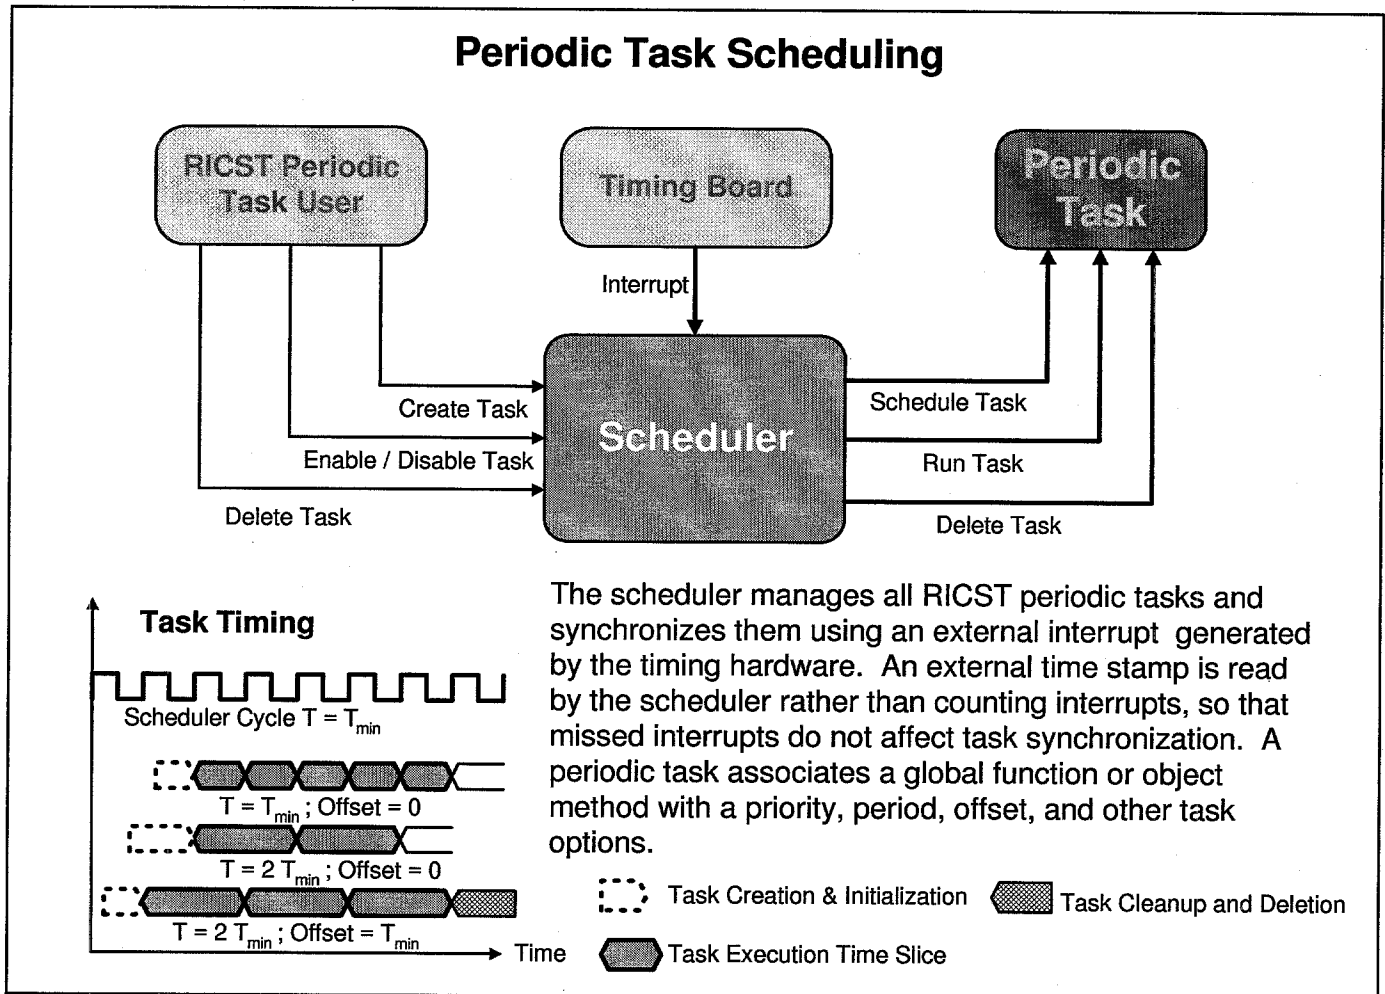 Periodic Task Scheduling
RICST Periodic
Task User
Timing Board
Periodic
Task
Interrupt
Create Task
Enable / Disable Task
Delete Task
Scheduler
Schedule Task
Run Task
Delete Task
Task Timing
Scheduler Cycle T = Tmin
T = Tmin ; Offset = 0
T = 2 Tmin ; Offset = 0
T = 2 Tmin ; Offset = Tmin
Time
The scheduler manages all RICST periodic tasks and
synchronizes them using an external interrupt generated
by the timing hardware. An external time stamp is read
by the scheduler rather than counting interrupts, so that
missed interrupts do not affect task synchronization. A
periodic task associates a global function or object
method with a priority, period, offset, and other task
options.
Task Creation & Initialization
Task Cleanup and Deletion
Task Execution Time Slice